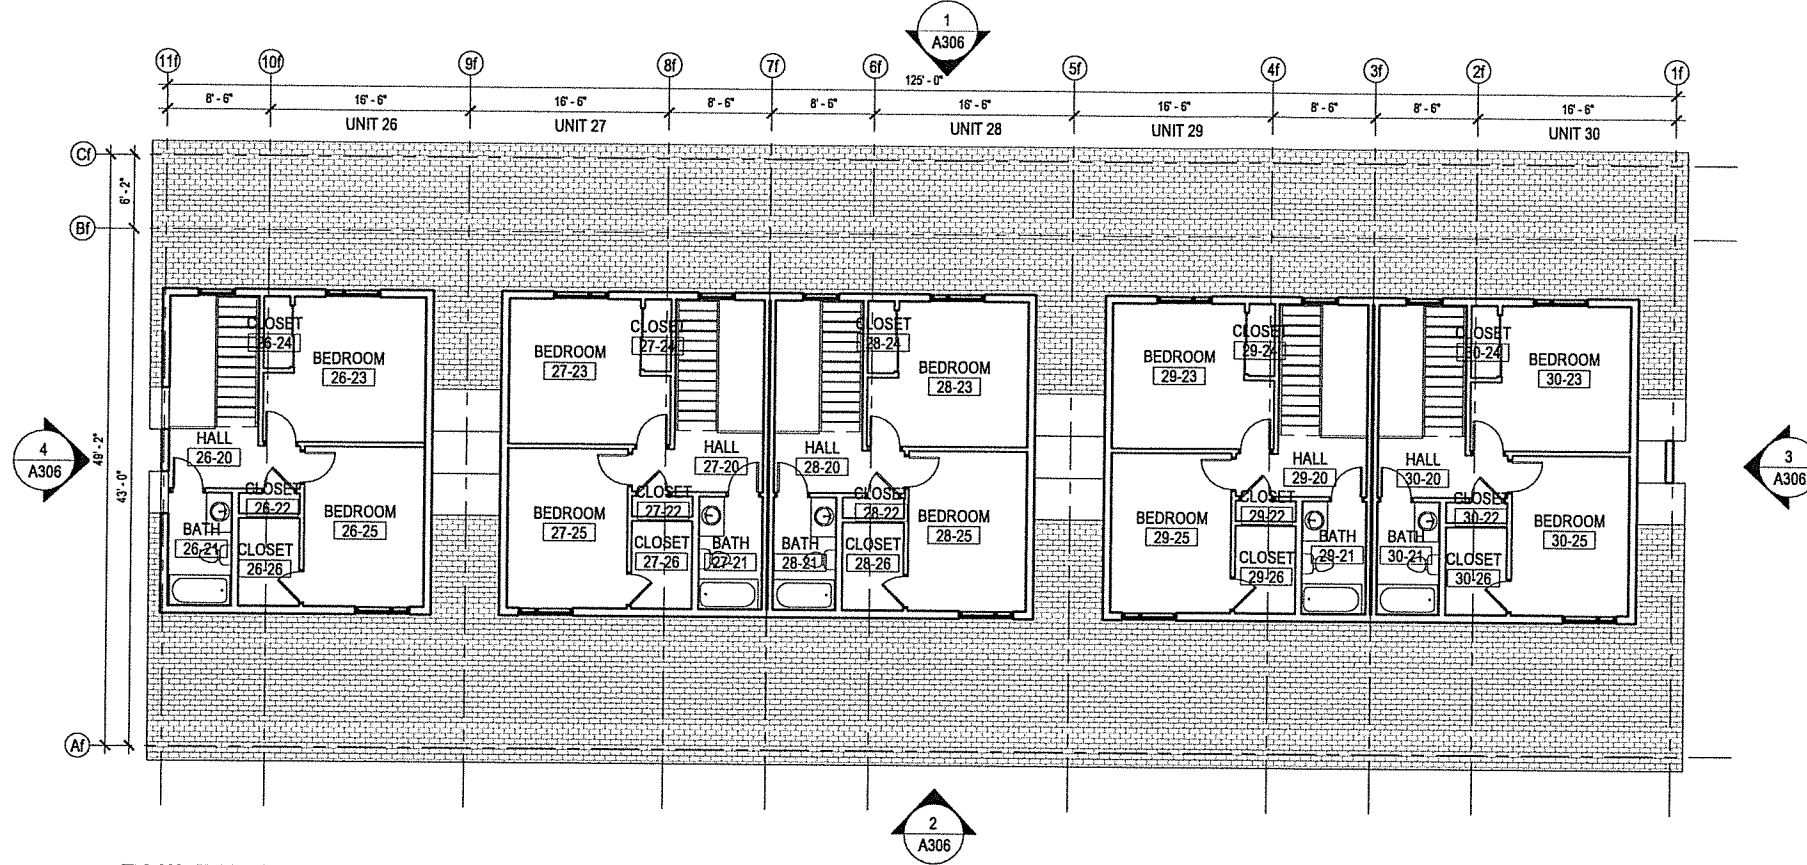 1
A306
11f 10f 9f 8f 7f 6f 5f 4f 3f 2f 1f
125' - 0"
8' - 6" 16' - 6" 16' - 6" 8' - 6" 8' - 6" 16' - 6" 16' - 6" 8' - 6" 8' - 6" 16' - 6"
UNIT 26 UNIT 27 UNIT 28 UNIT 29 UNIT 30
Cf
6' - 2"
Bf
49' - 2"
43' - 0"
Af
CLOSET CLOSET CLOSET CLOSET CLOSET
26-24 27-24 28-24 29-24 30-24
BEDROOM BEDROOM BEDROOM BEDROOM BEDROOM
26-23 27-23 28-23 29-23 30-23
4
A306
HALL HALL HALL HALL HALL
26-20 27-20 28-20 29-20 30-20
3
A306
CLOSET CLOSET CLOSET CLOSET CLOSET
26-22 27-22 28-22 29-22 30-22
BEDROOM BEDROOM BEDROOM BEDROOM BEDROOM
26-25 27-25 28-25 29-25 30-25
BATH BATH BATH BATH BATH
26-21 27-21 28-21 29-21 30-21
CLOSET CLOSET CLOSET CLOSET CLOSET
26-26 27-26 28-26 29-26 30-26
2
A306